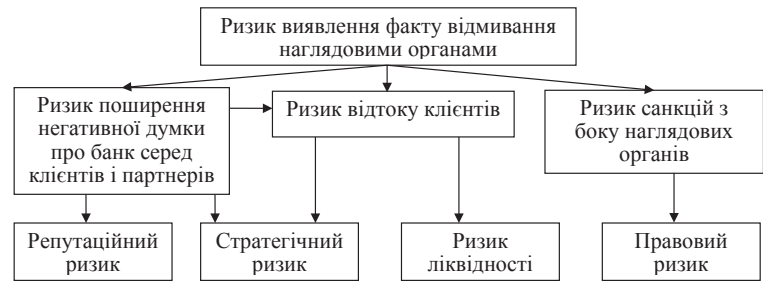 Ризик виявлення факту відмивання
наглядовими органами
Ризик поширення
негативної думки
про банк серед
клієнтів і партнерів
Ризик відтоку клієнтів
Ризик санкцій з
боку наглядових
органів
Репутаційний
ризик
Стратегічний
ризик
Ризик
ліквідності
Правовий
ризик